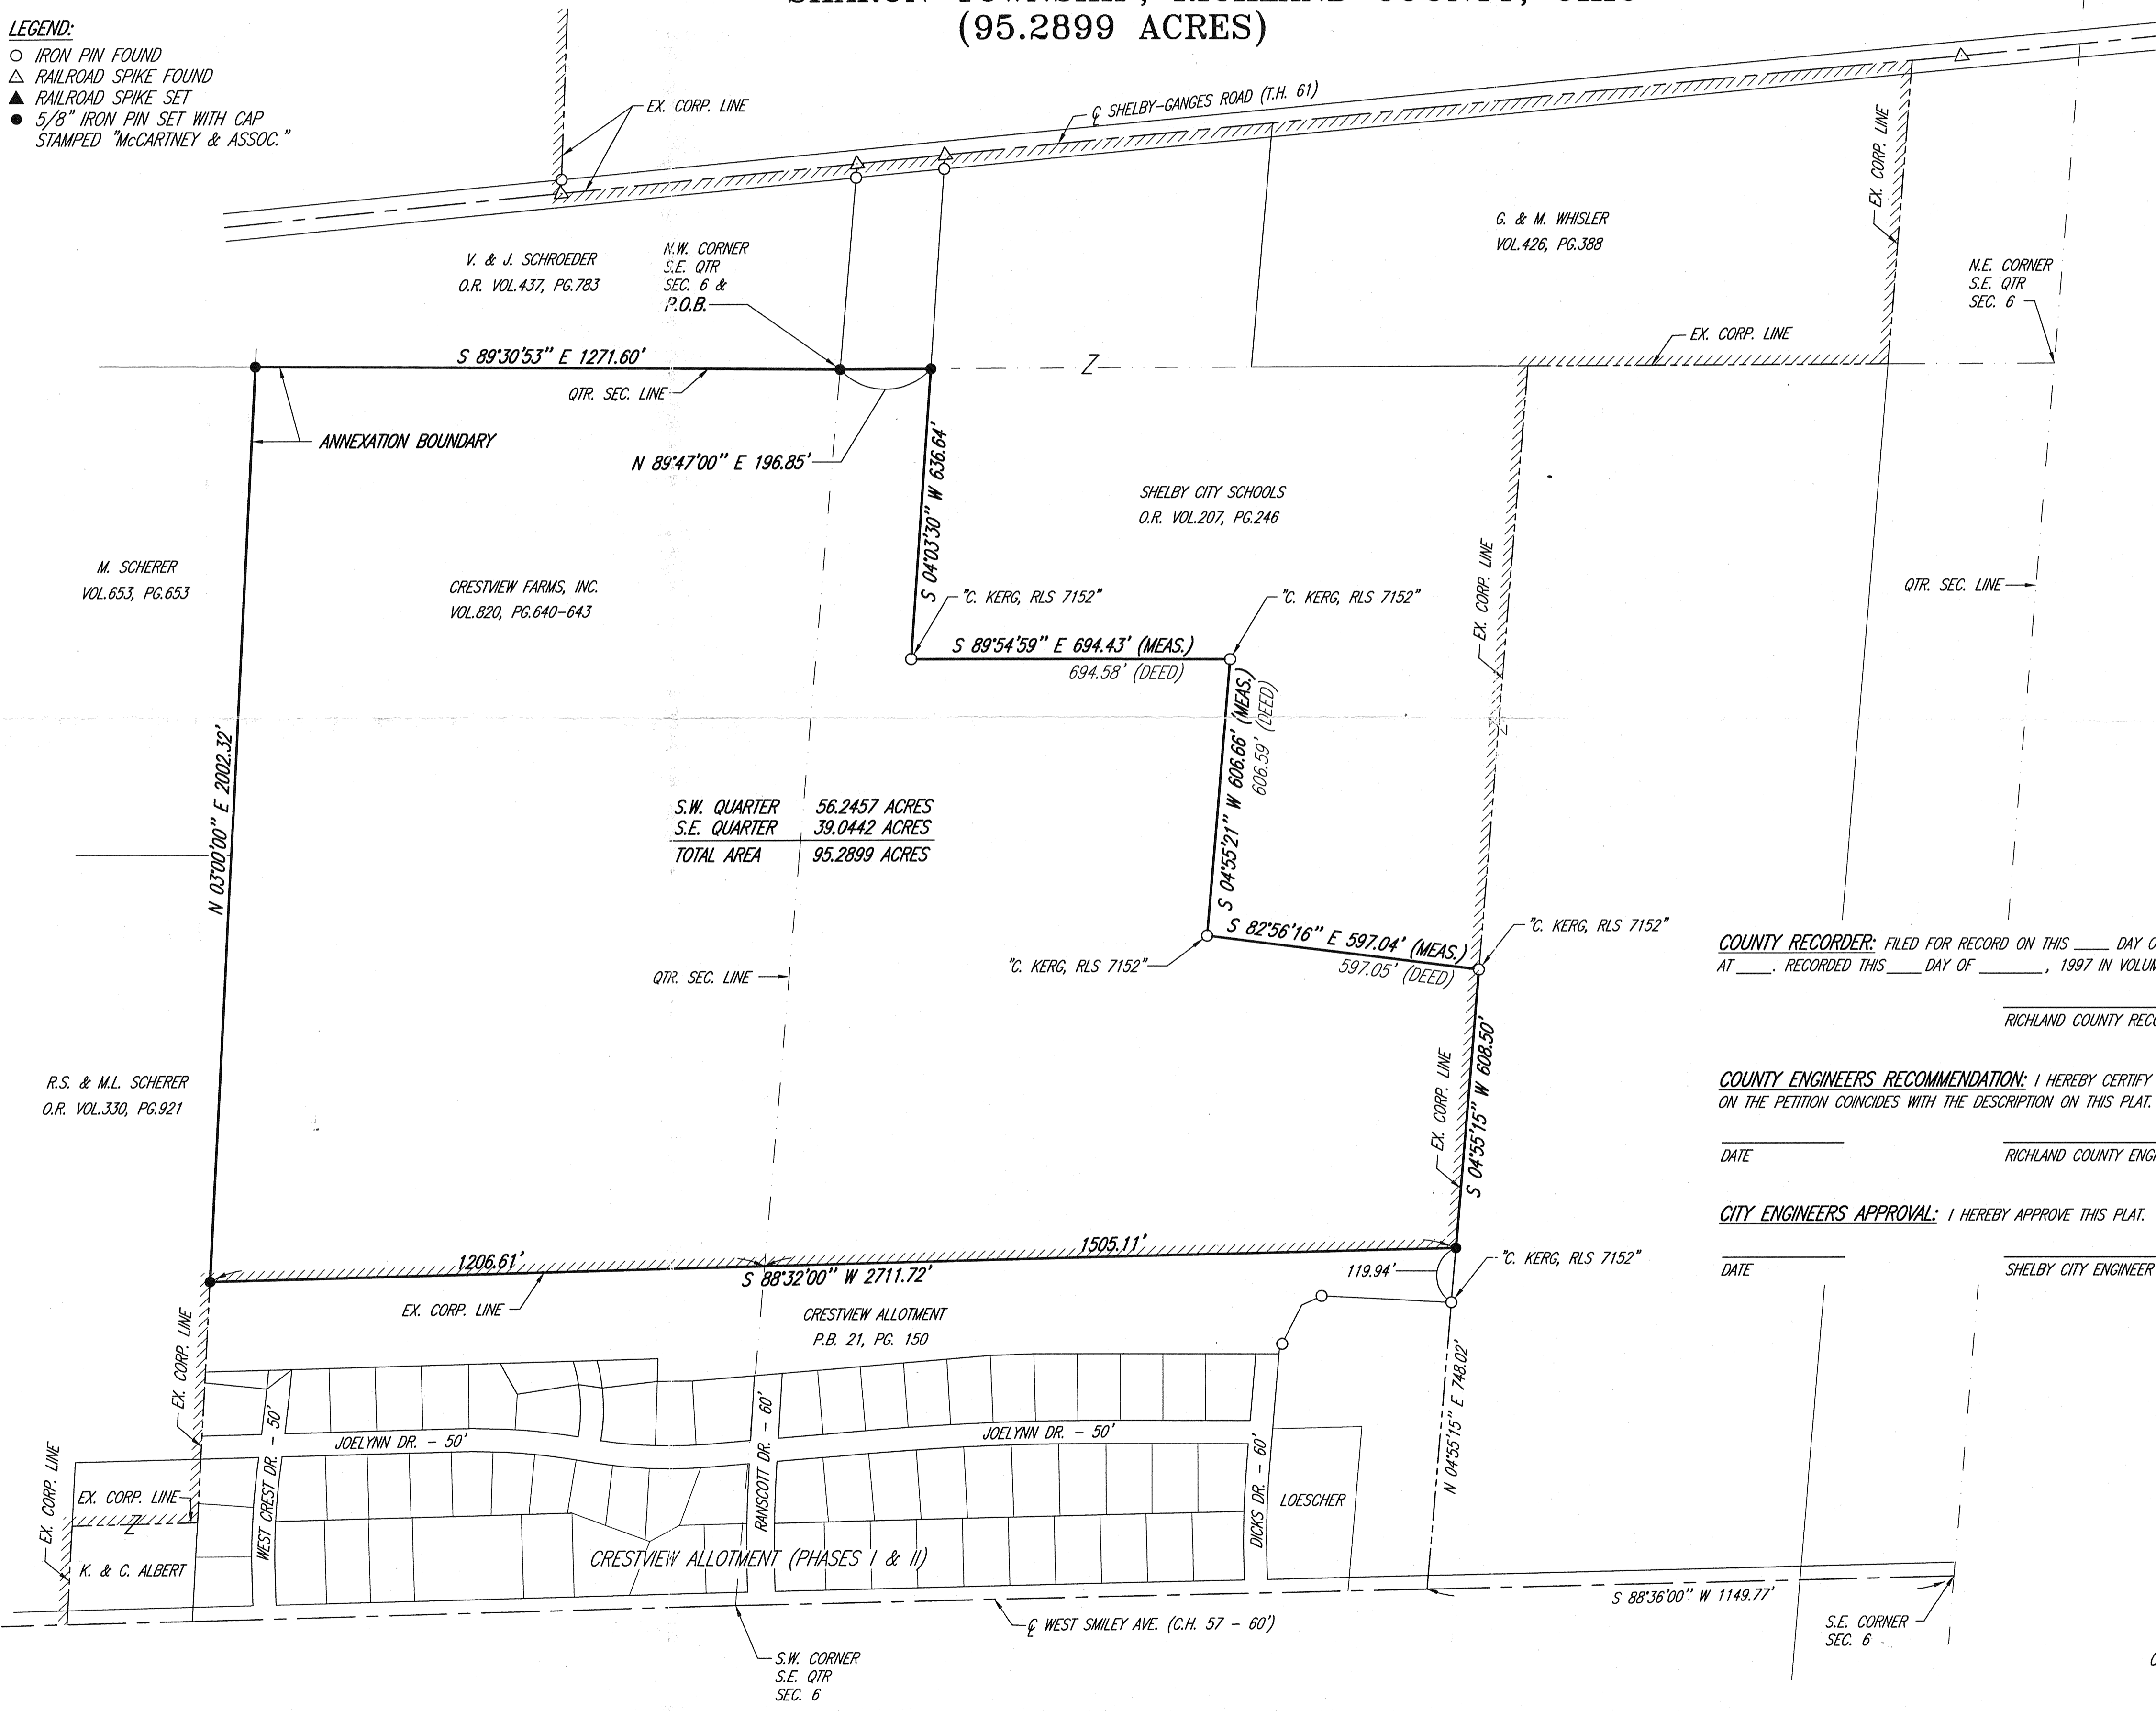 (95.2899 ACRES)
LEGEND:
IRON PIN FOUND
RAILROAD SPIKE FOUND
RAILROAD SPIKE SET
5/8" IRON PIN SET WITH CAP
STAMPED "McCARTNEY & ASSOC."
EX. CORP. LINE
℄ SHELBY-GANGES ROAD (T.H. 61)
EX. CORP. LINE
V. & J. SCHROEDER
O.R. VOL.437, PG.783
N.W. CORNER
S.E. QTR
SEC. 6 &
P.O.B.
G. & M. WHISLER
VOL.426, PG.388
N.E. CORNER
S.E. QTR
SEC. 6
EX. CORP. LINE
S 89°30'53" E 1271.60'
QTR. SEC. LINE
Z
ANNEXATION BOUNDARY
N 89°47'00" E 196.85'
S 04°03'30" W 636.64'
SHELBY CITY SCHOOLS
O.R. VOL.207, PG.246
M. SCHERER
VOL.653, PG.653
CRESTVIEW FARMS, INC.
VOL.820, PG.640-643
"C. KERG, RLS 7152"
"C. KERG, RLS 7152"
EX. CORP. LINE
QTR. SEC. LINE
S 89°54'59" E 694.43' (MEAS.)
694.58' (DEED)
S 04°55'21" W 606.66' (MEAS.)
606.59' (DEED)
Z
N 03°00'00" E 2002.32'
S.W. QUARTER 56.2457 ACRES
S.E. QUARTER 39.0442 ACRES
TOTAL AREA 95.2899 ACRES
S 82°56'16" E 597.04' (MEAS.)
597.05' (DEED)
"C. KERG, RLS 7152"
"C. KERG, RLS 7152"
QTR. SEC. LINE
COUNTY RECORDER: FILED FOR RECORD ON THIS ____ DAY O
AT ____. RECORDED THIS ____ DAY OF _______, 1997 IN VOLUM
RICHLAND COUNTY RECO
COUNTY ENGINEERS RECOMMENDATION: I HEREBY CERTIFY
ON THE PETITION COINCIDES WITH THE DESCRIPTION ON THIS PLAT.
DATE
RICHLAND COUNTY ENGI
CITY ENGINEERS APPROVAL: I HEREBY APPROVE THIS PLAT.
DATE
SHELBY CITY ENGINEER
R.S. & M.L. SCHERER
O.R. VOL.330, PG.921
EX. CORP. LINE
S 04°55'15" W 608.50'
1206.61'
1505.11'
S 88°32'00" W 2711.72'
EX. CORP. LINE
119.94'
"C. KERG, RLS 7152"
CRESTVIEW ALLOTMENT
P.B. 21, PG. 150
EX. CORP. LINE
N 04°55'15" E 748.02'
JOELYNN DR. - 50'
JOELYNN DR. - 50'
WEST CREST DR. - 50'
RANSCOTT DR. - 60'
DICKS DR. - 60'
LOESCHER
EX. CORP. LINE
EX. CORP. LINE
Z
K. & C. ALBERT
CRESTVIEW ALLOTMENT (PHASES I & II)
℄ WEST SMILEY AVE. (C.H. 57 - 60')
S 88°36'00" W 1149.77'
S.W. CORNER
S.E. QTR
SEC. 6
S.E. CORNER
SEC. 6